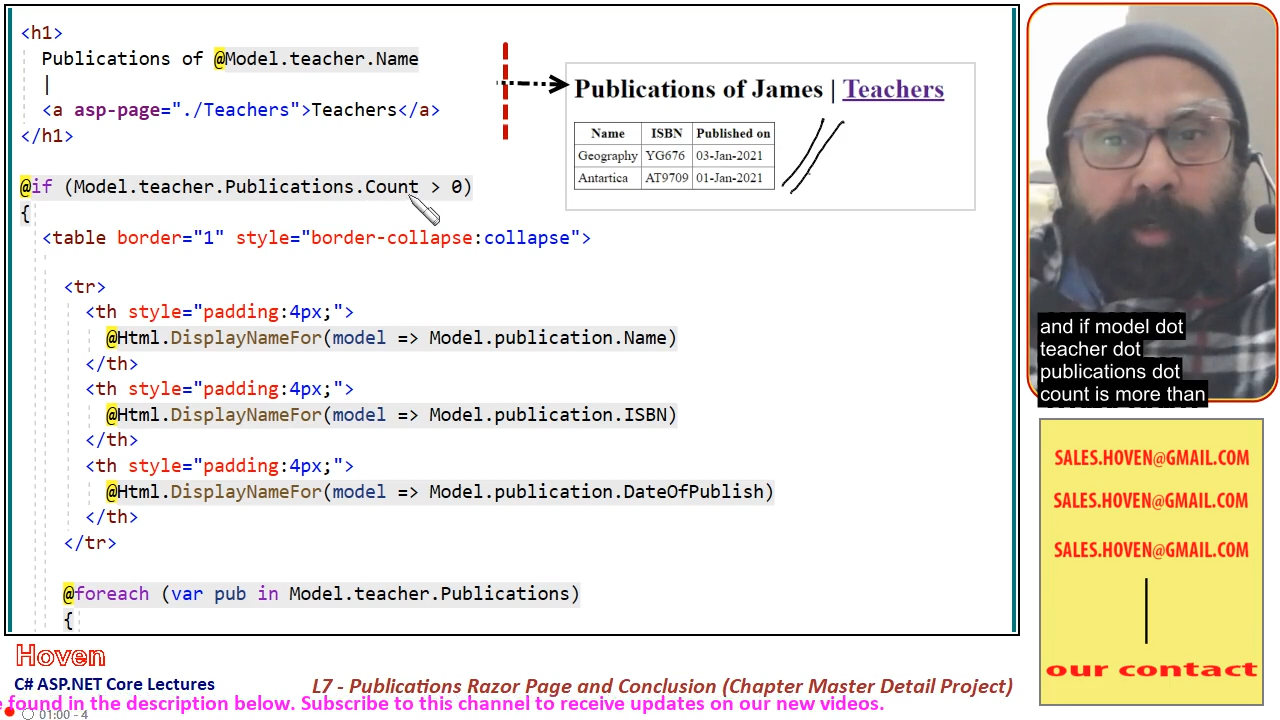 <h1>
Publications of @Model.teacher.Name
|
<a asp-page="./Teachers">Teachers</a>
</h1>
@if (Model.teacher.Publications.Count > 0)
{
<table border="1" style="border-collapse:collapse">
<tr>
<th style="padding:4px;">
@Html.DisplayNameFor(model => Model.publication.Name)
</th>
<th style="padding:4px;">
@Html.DisplayNameFor(model => Model.publication.ISBN)
</th>
<th style="padding:4px;">
@Html.DisplayNameFor(model => Model.publication.DateOfPublish)
</th>
</tr>
@foreach (var pub in Model.teacher.Publications)
{
Publications of James | Teachers
Name ISBN Published on
Geography YG676 03-Jan-2021
Antartica AT9709 01-Jan-2021
and if model dot
teacher dot
publications dot
count is more than
SALES.HOVEN@GMAIL.COM
SALES.HOVEN@GMAIL.COM
SALES.HOVEN@GMAIL.COM
our contact
Hoven
C# ASP.NET Core Lectures
L7 - Publications Razor Page and Conclusion (Chapter Master Detail Project)
found in the description below. Subscribe to this channel to receive updates on our new videos.
01:00 - 4